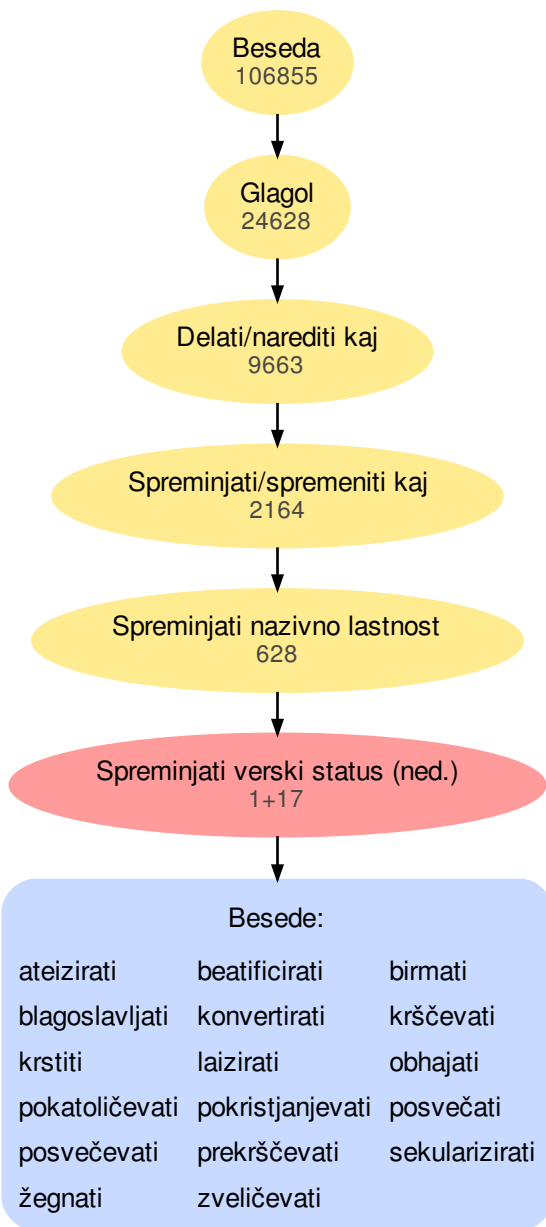 Beseda
106855
Glagol
24628
Delati/narediti kaj
9663
Spreminjati/spremeniti kaj
2164
Spreminjati nazivno lastnost
628
Spreminjati verski status (ned.)
1+17
Besede:
ateizirati beatificirati birmati
blagoslavljati konvertirati krščevati
krstiti laizirati obhajati
pokatoličevati pokristjanjevati posvečati
posvečevati prekrščevati sekularizirati
žegnati zveličevati